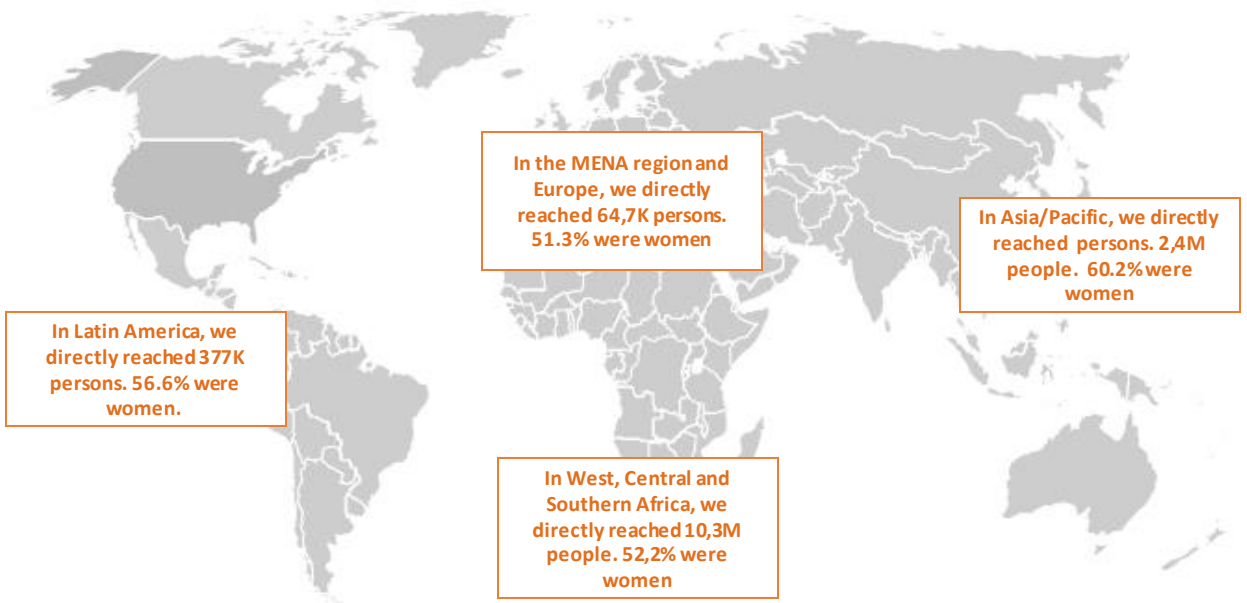 In the MENA region and
Europe, we directly
reached 64,7K persons.
51.3% were women
In Asia/Pacific, we directly
reached persons. 2,4M
people. 60.2% were
women
In Latin America, we
directly reached 377K
persons. 56.6% were
women.
In West, Central and
Southern Africa, we
directly reached 10,3M
people. 52,2% were
women